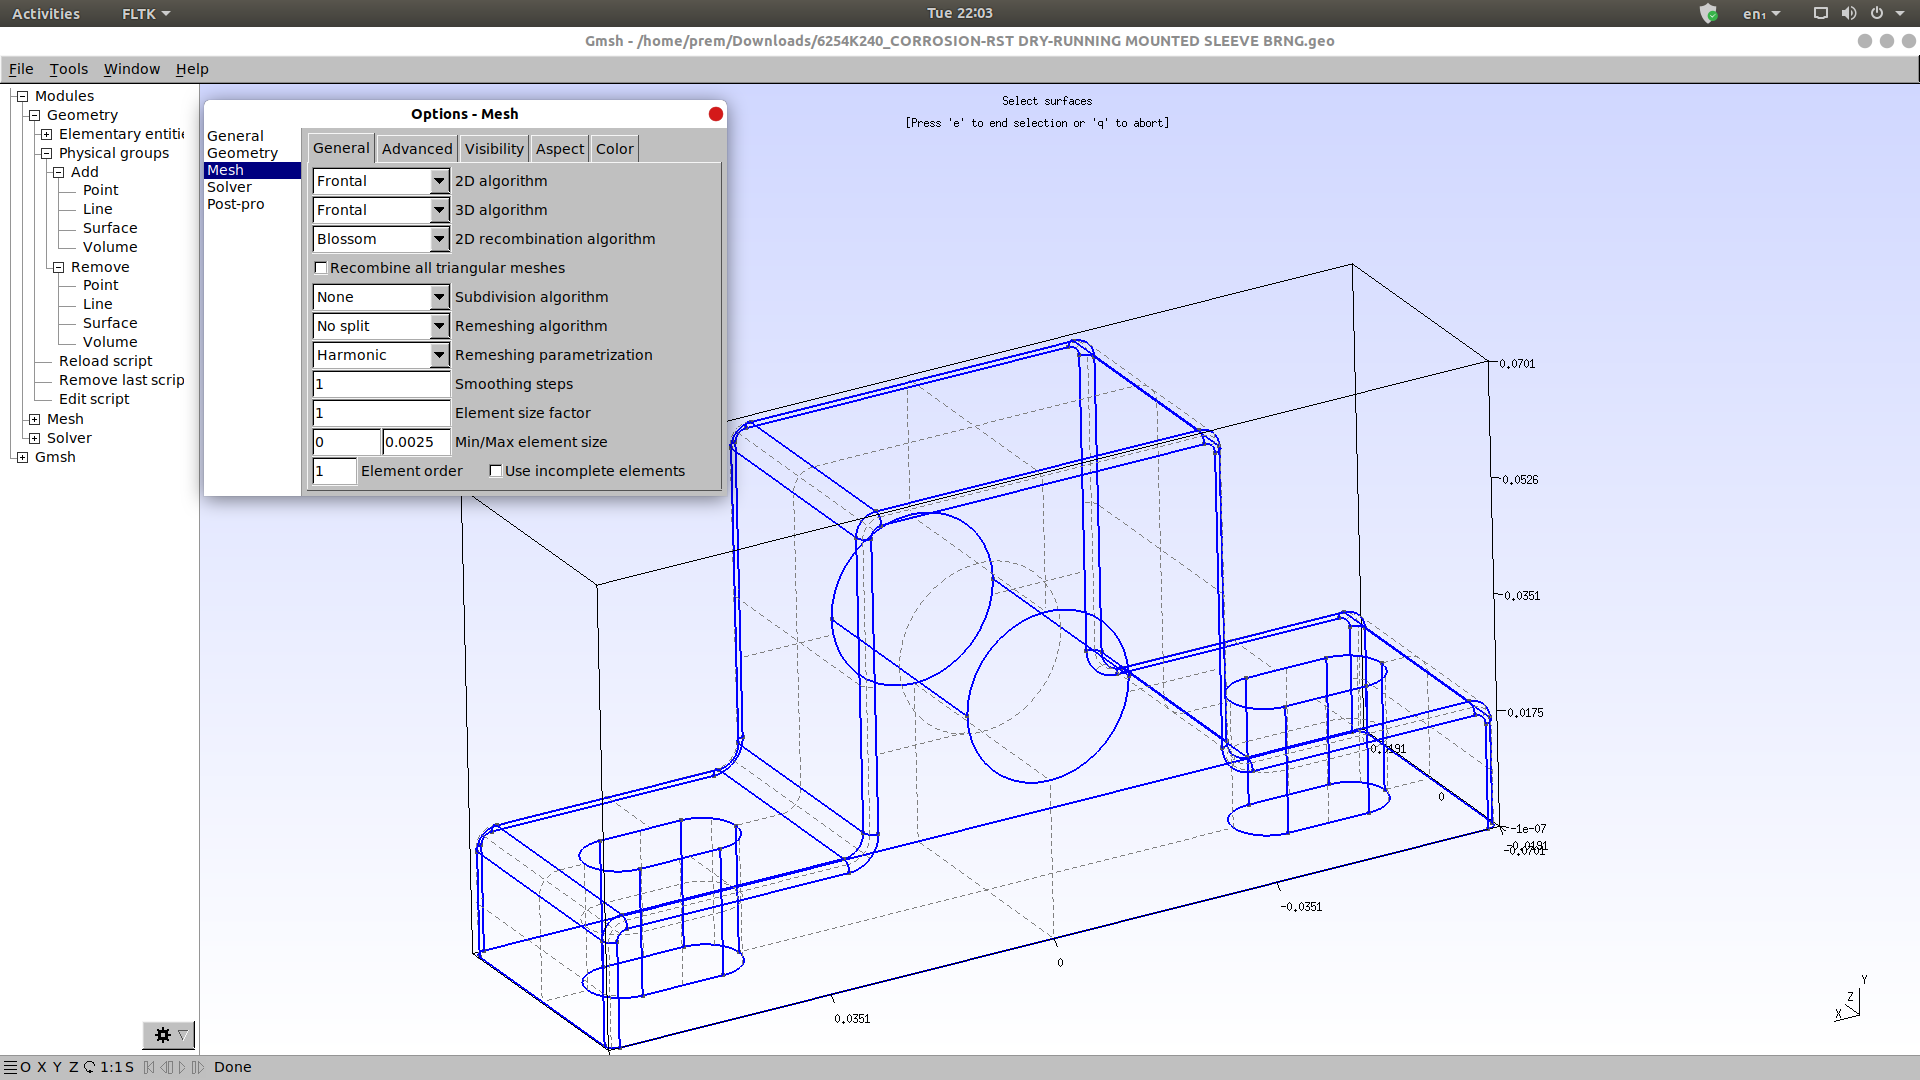 Activities FLTK Tue 22:03 en₁
Gmsh - /home/prem/Downloads/6254K240_CORROSION-RST DRY-RUNNING MOUNTED SLEEVE BRNG.geo
File Tools Window Help
Modules
Geometry
Elementary entitie
Physical groups
Add
Point
Line
Surface
Volume
Remove
Point
Line
Surface
Volume
Reload script
Remove last scrip
Edit script
Mesh
Solver
Gmsh
Options - Mesh
General
Geometry
Mesh
Solver
Post-pro
General Advanced Visibility Aspect Color
Frontal 2D algorithm
Frontal 3D algorithm
Blossom 2D recombination algorithm
Recombine all triangular meshes
None Subdivision algorithm
No split Remeshing algorithm
Harmonic Remeshing parametrization
1 Smoothing steps
1 Element size factor
0 0.0025 Min/Max element size
1 Element order Use incomplete elements
Select surfaces
[Press 'e' to end selection or 'q' to abort]
0.0701
0.0526
0.0351
0.0175
0.0191
0
-1e-07
-0.0191
-0.0701
-0.0351
0
0.0351
Y
Z
X
O X Y Z 1:1 S Done